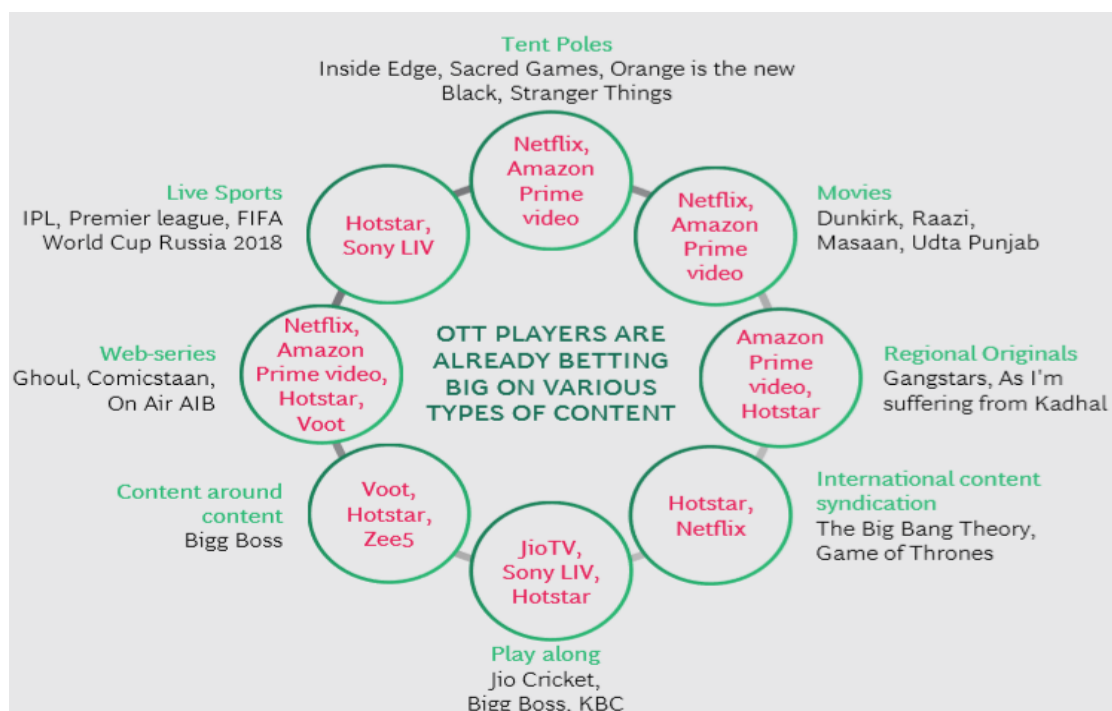 Tent Poles
Inside Edge, Sacred Games, Orange is the new
Black, Stranger Things
Netflix,
Amazon
Prime
video
Movies
Dunkirk, Raazi,
Masaan, Udta Punjab
Netflix,
Amazon
Prime
video
Regional Originals
Gangstars, As I'm
suffering from Kadhal
Amazon
Prime
video,
Hotstar
International content
syndication
The Big Bang Theory,
Game of Thrones
Hotstar,
Netflix
JioTV,
Sony LIV,
Hotstar
Play along
Jio Cricket,
Bigg Boss, KBC
Content around
content
Bigg Boss
Voot,
Hotstar,
Zee5
Web-series
Ghoul, Comicstaan,
On Air AIB
Netflix,
Amazon
Prime video,
Hotstar,
Voot
Live Sports
IPL, Premier league, FIFA
World Cup Russia 2018
Hotstar,
Sony LIV
OTT PLAYERS ARE
ALREADY BETTING
BIG ON VARIOUS
TYPES OF CONTENT